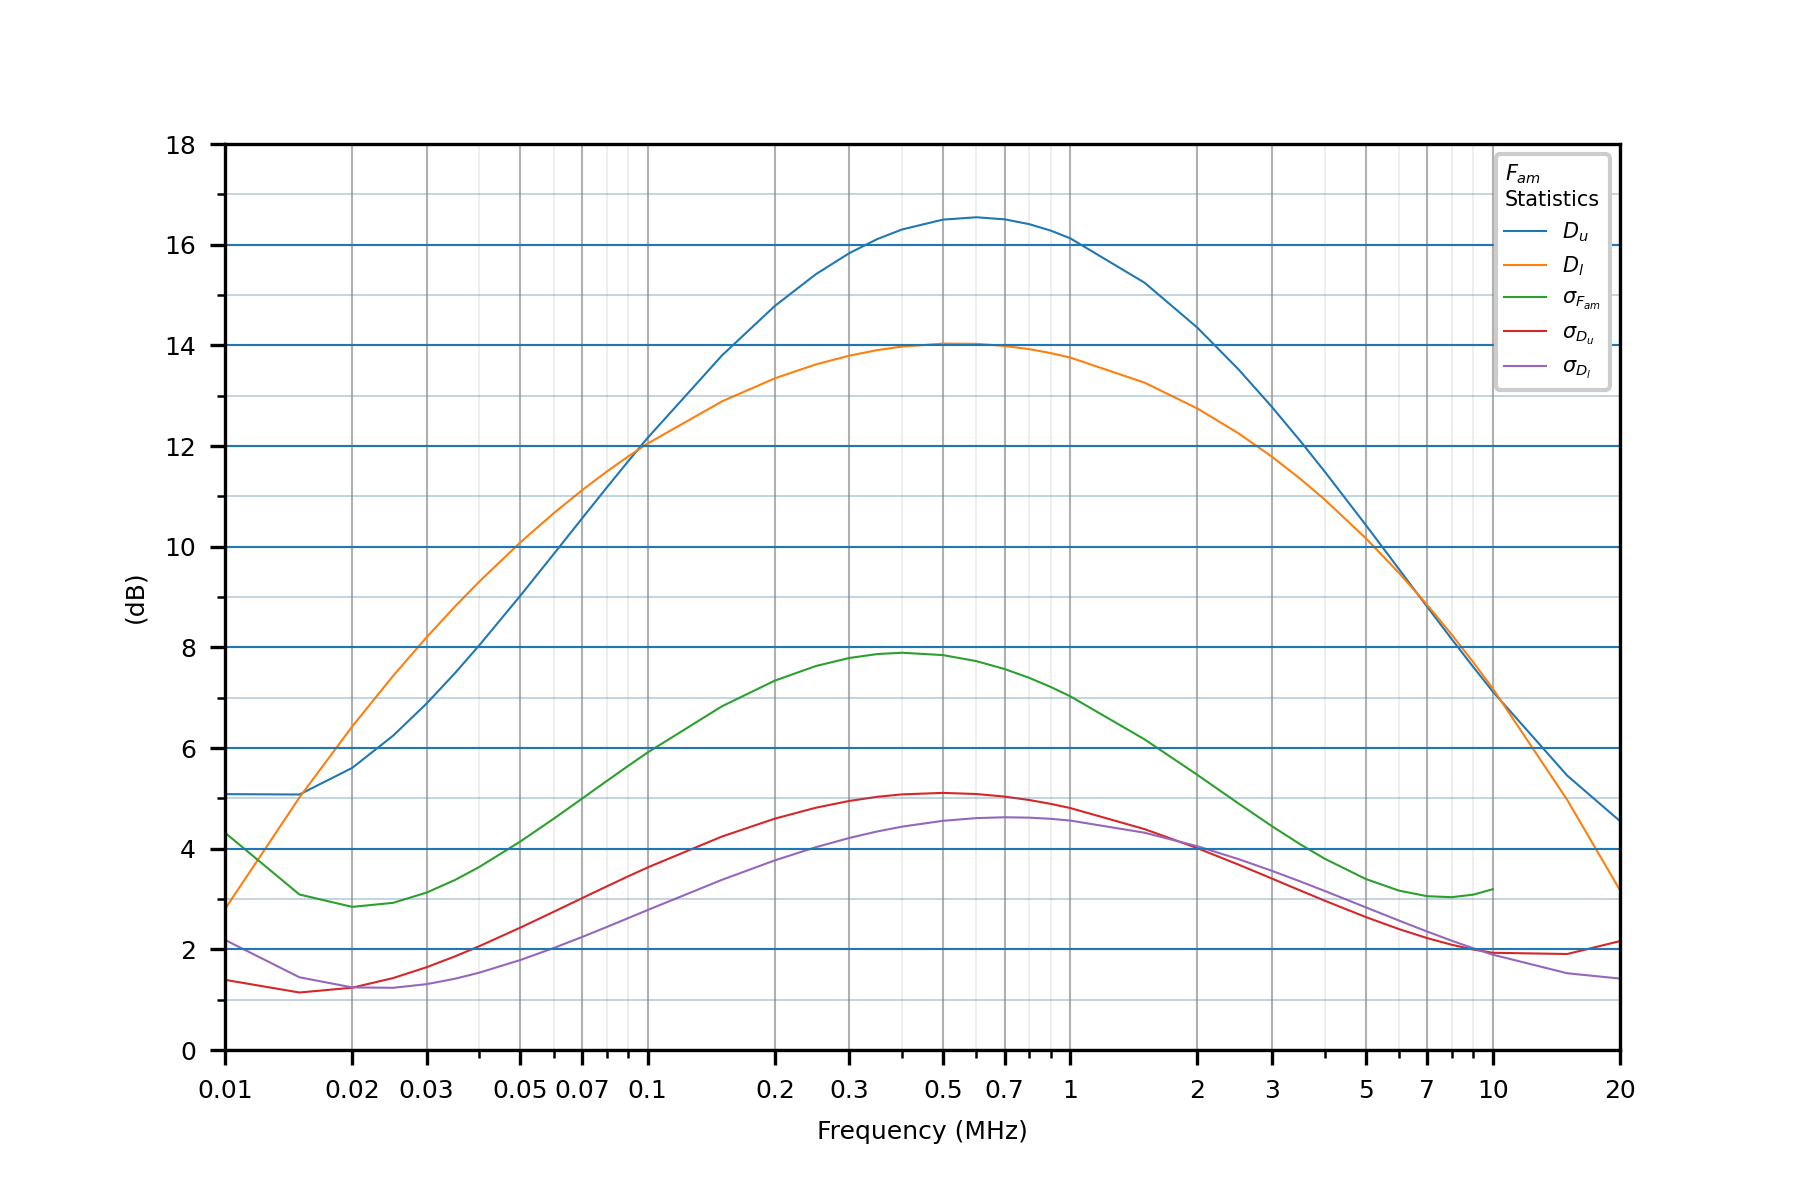 18
16
14
12
10
8
6
4
2
0
(dB)
F_am
Statistics
D_u
D_l
σ_F_am
σ_D_u
σ_D_l
0.01 0.02 0.03 0.05 0.07 0.1 0.2 0.3 0.5 0.7 1 2 3 5 7 10 20
Frequency (MHz)